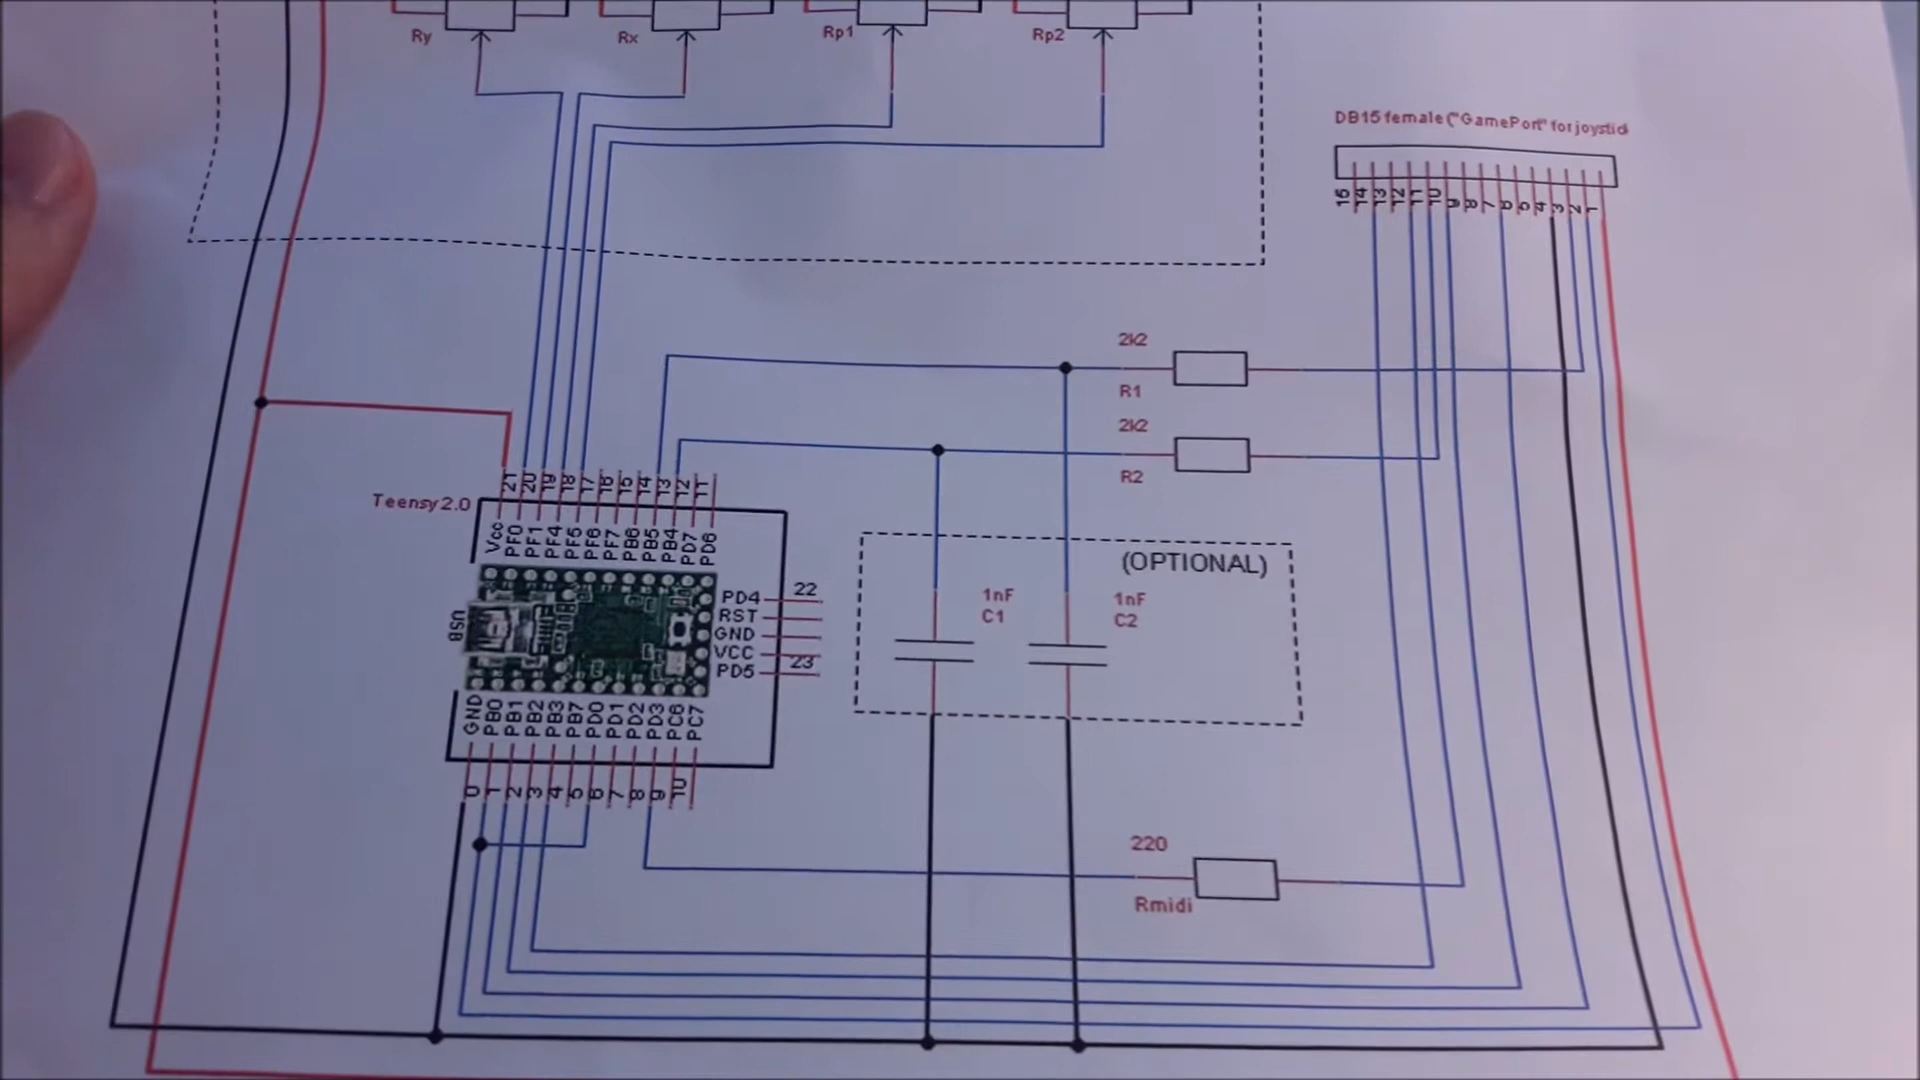 Ry
Rx
Rp1
Rp2
DB15 female ("GamePort" for joystic
15 14 13 12 11 10 9 8 7 6 5 4 3 2 1
2k2
R1
2k2
R2
Teensy 2.0
21 20 19 18 17 16 15 14 13 12 11
Vcc PF0 PF1 PF4 PF5 PF6 PF7 PB6 PB5 PB4 PD7 PD6
(OPTIONAL)
1nF
C1
1nF
C2
USB
PD4 22
RST
GND
VCC
PD5 23
GND PB0 PB1 PB2 PB3 PB7 PD0 PD1 PD2 PD3 PC6 PC7
0 1 2 3 4 5 6 7 8 9 10
220
Rmidi